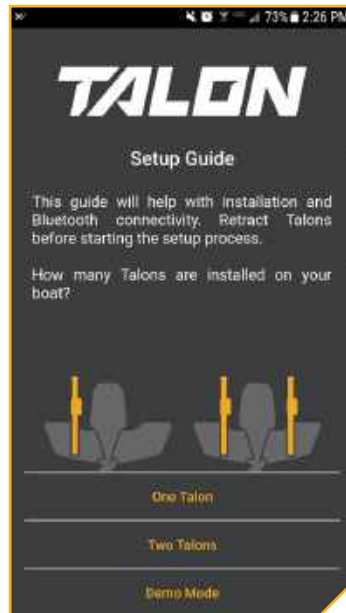 73% 2:26 PM
TALON
Setup Guide
This guide will help with installation and
Bluetooth connectivity. Retract Talons
before starting the setup process.
How many Talons are installed on your
boat?
One Talon
Two Talons
Demo Mode